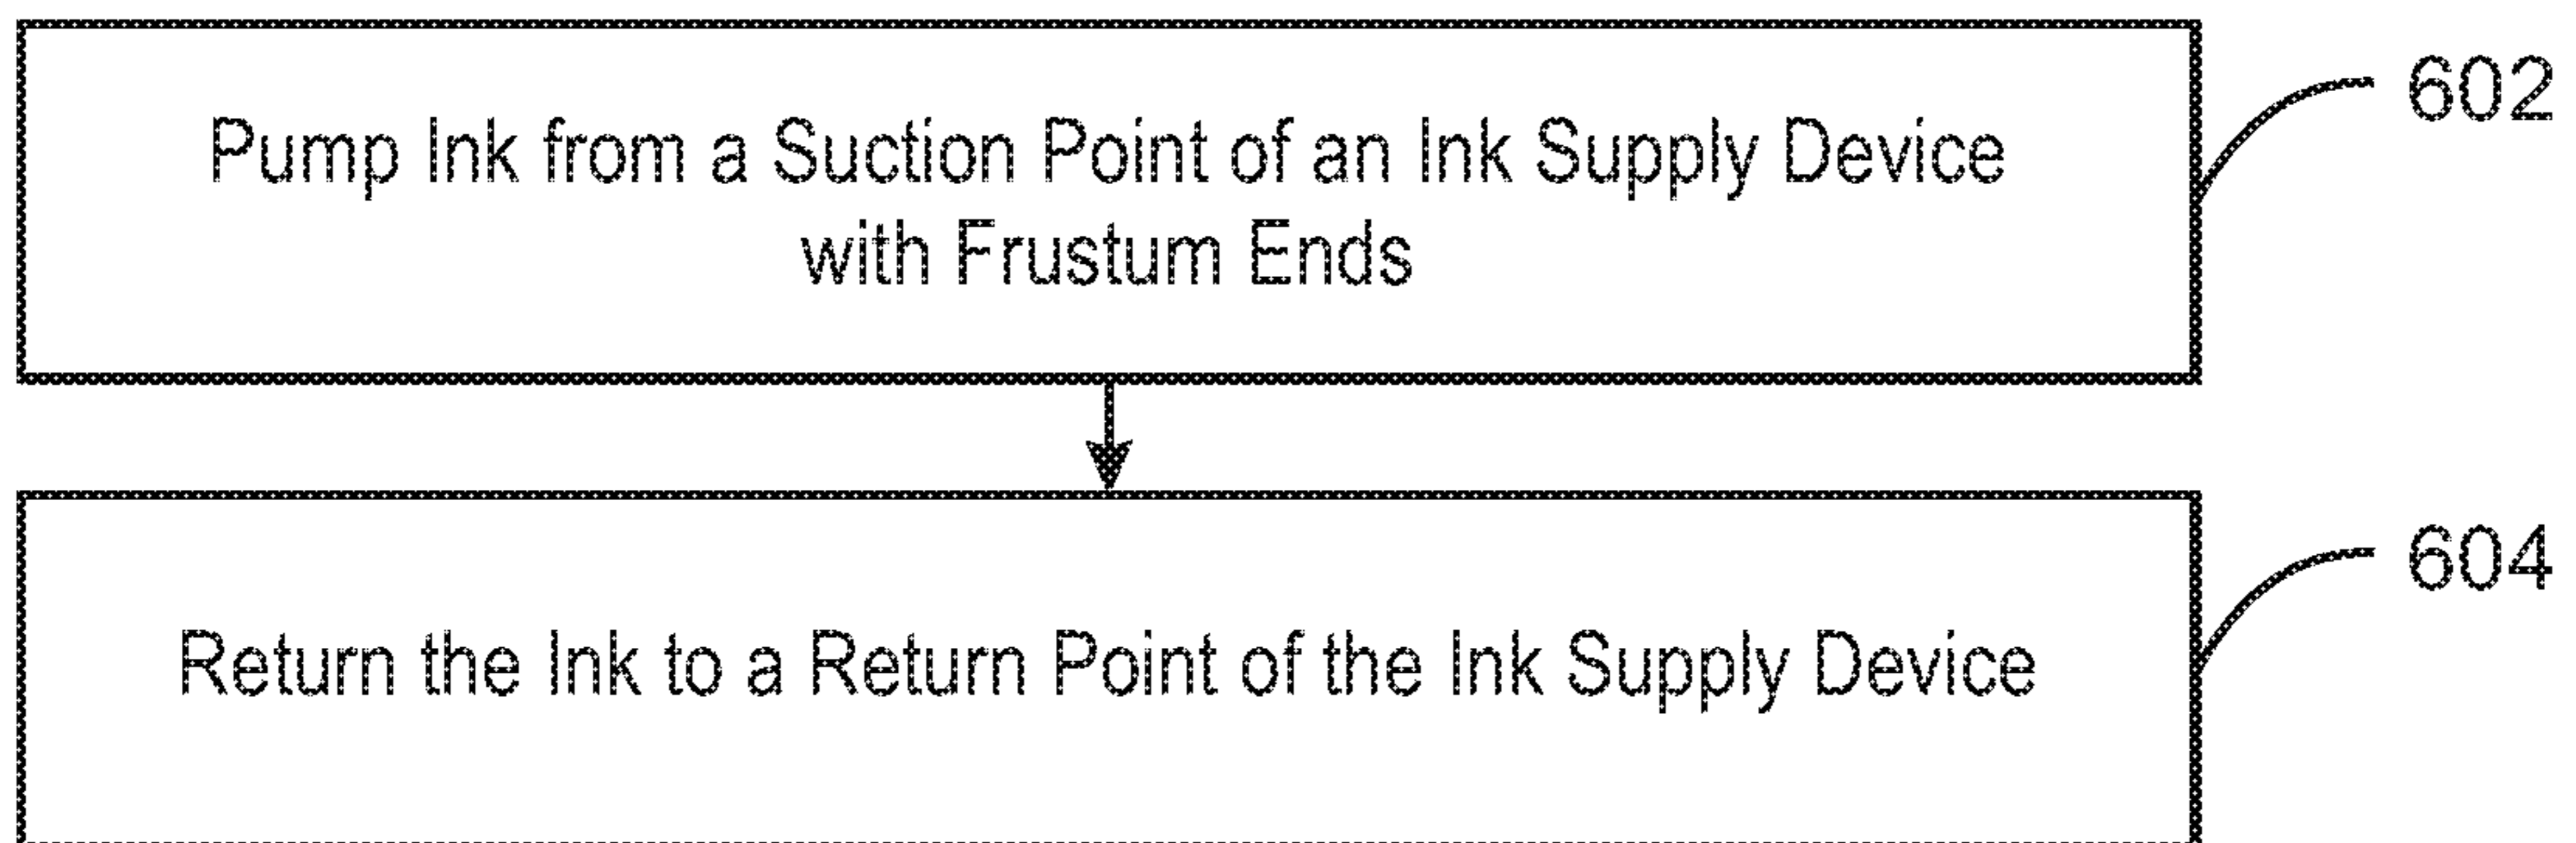 Pump Ink from a Suction Point of an Ink Supply Device
with Frustum Ends
602
Return the Ink to a Return Point of the Ink Supply Device
604